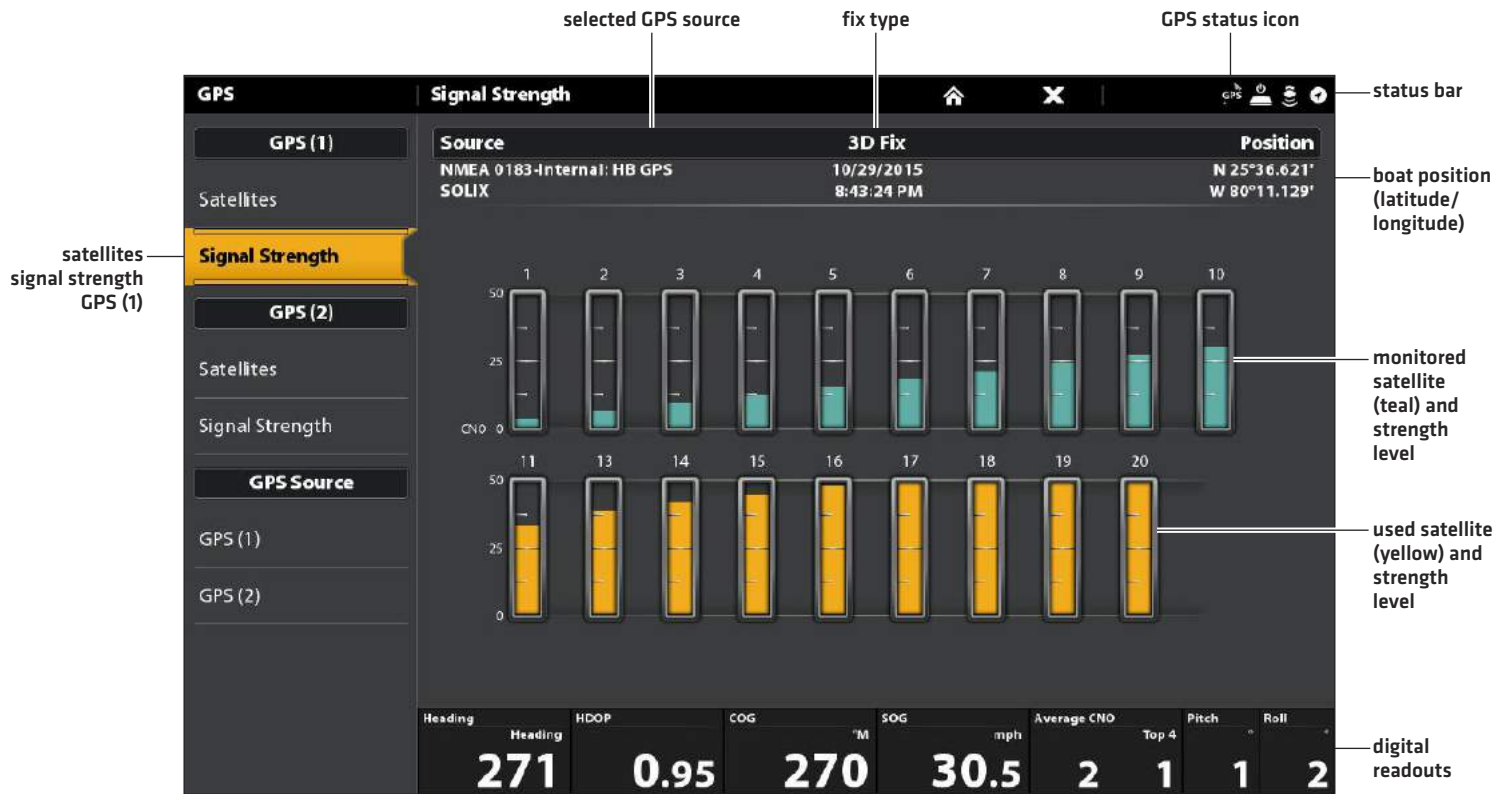 selected GPS source
fix type
GPS status icon
GPS
Signal Strength
GPS
status bar
GPS (1)
Source
3D Fix
Position
NMEA 0183-Internal: HB GPS
10/29/2015
N 25°36.621'
SOLIX
8:43:24 PM
W 80°11.129'
boat position
(latitude/
longitude)
Satellites
Signal Strength
satellites
signal strength
GPS (1)
GPS (2)
Satellites
Signal Strength
GPS Source
GPS (1)
GPS (2)
1 2 3 4 5 6 7 8 9 10
50
25
CN0 0
monitored
satellite
(teal) and
strength
level
11 13 14 15 16 17 18 19 20
50
25
0
used satellite
(yellow) and
strength
level
Heading
HDOP
COG
SOG
Average CNO
Pitch
Roll
Heading
°M
mph
Top 4
°
°
271
0.95
270
30.5
2
1
1
2
digital
readouts